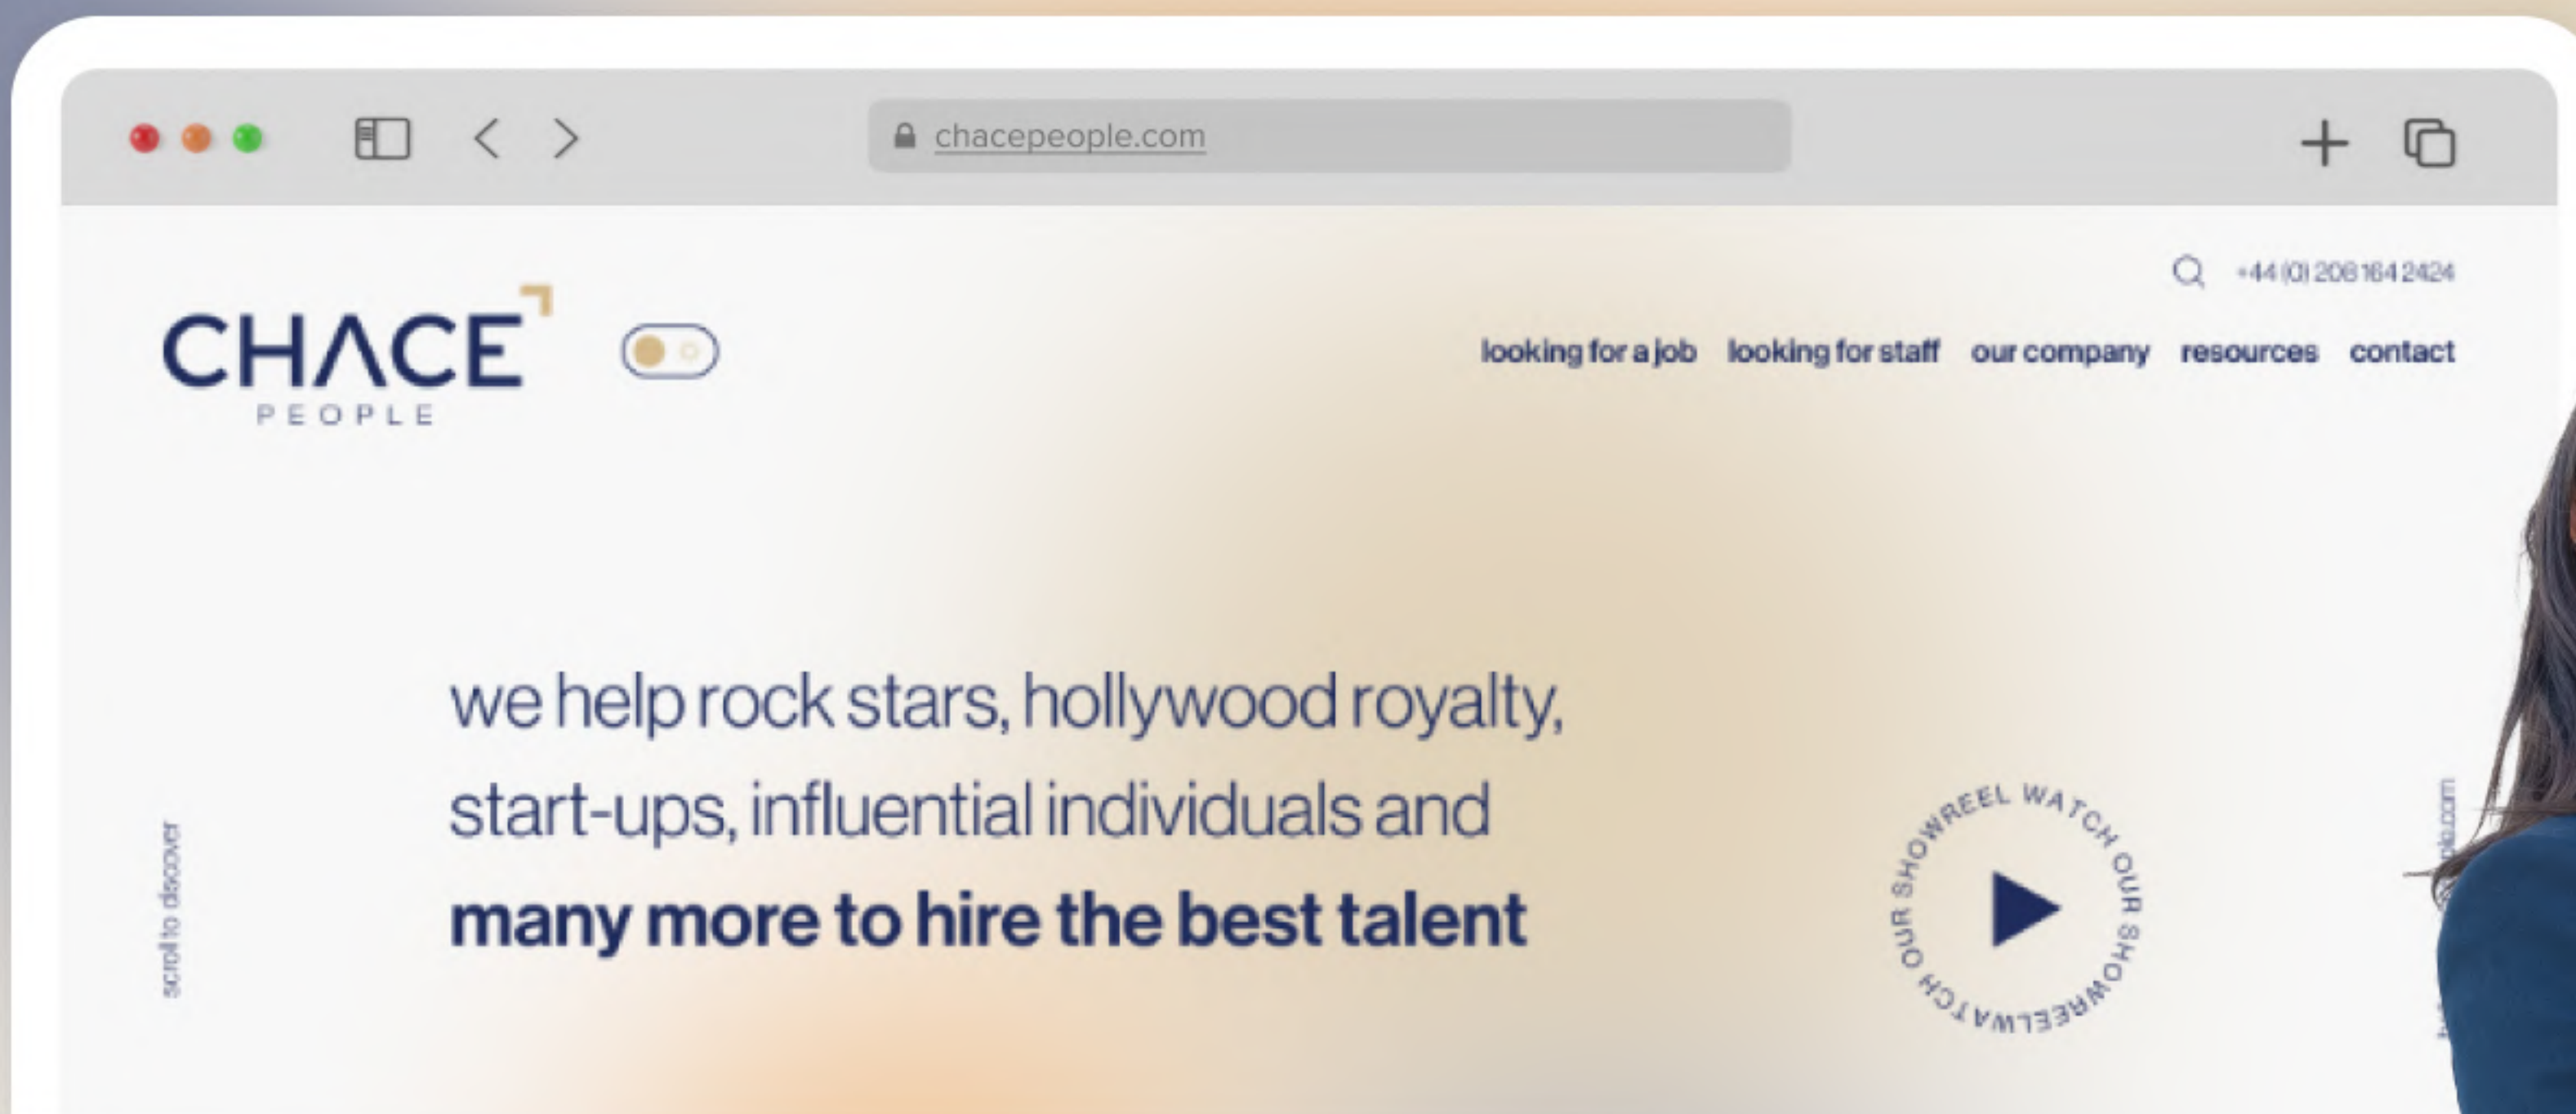 chacepeople.com
+44 (0) 208 164 2424
CHACE
PEOPLE
looking for a job looking for staff our company resources contact
we help rock stars, hollywood royalty,
start-ups, influential individuals and
many more to hire the best talent
scroll to discover
WATCH OUR SHOWREEL WATCH OUR SHOWREEL